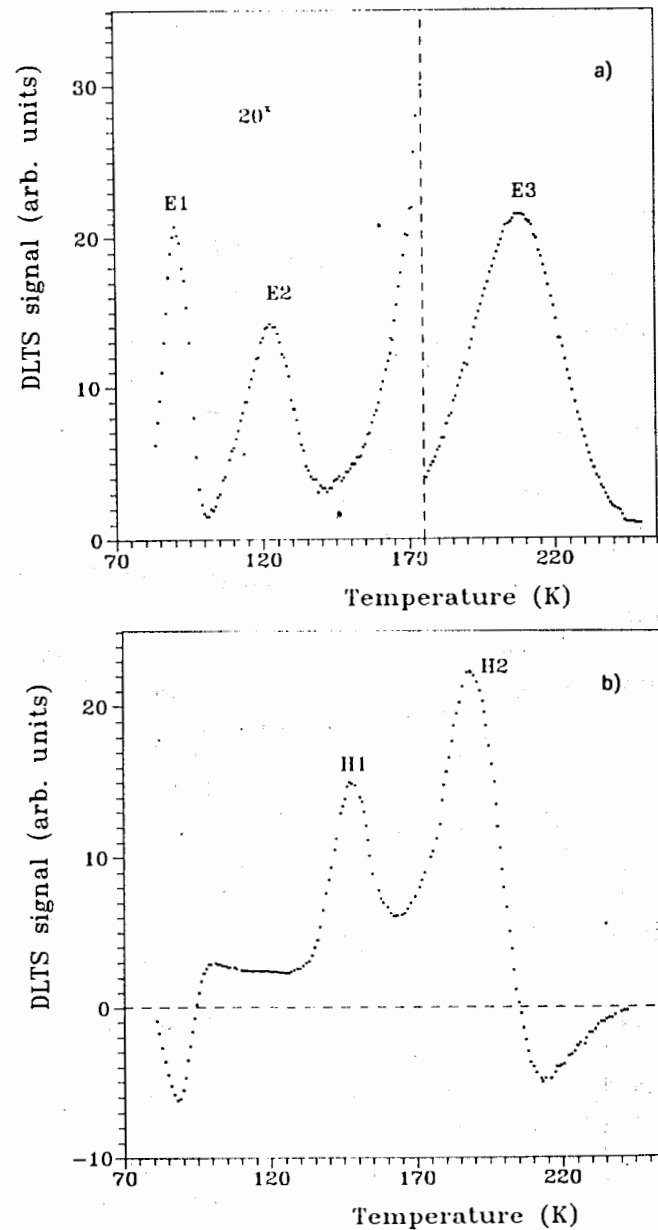 a)
DLTS signal (arb. units)
30
20
10
0
20ˣ
E1
E2
E3
70
120
170
220
Temperature (K)
b)
DLTS signal (arb. units)
20
10
0
-10
H1
H2
70
120
170
220
Temperature (K)